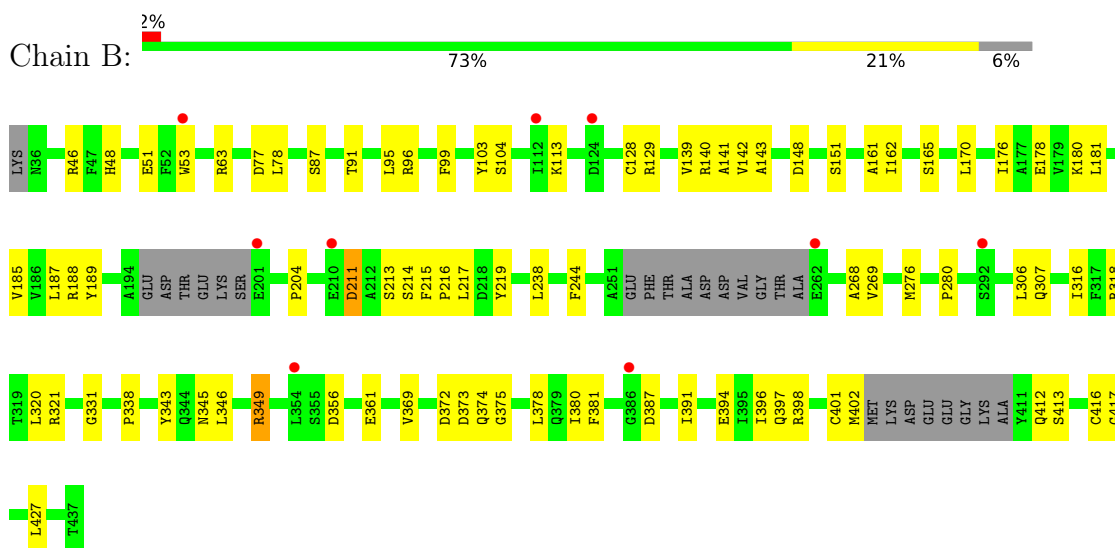 2%
Chain B:
73% 21% 6%
LYS N36 R46 F47 H48 E51 F52 W53 R63 D77 L78 S87 T91 L95 R96 F99 Y103 S104 I112 K113 D124 C128 R129 V139 R140 A141 V142 A143 D148 S151 A161 I162 S165 L170 I176 A177 E178 V179 K180 L181
V185 V186 L187 R188 Y189 A194 GLU ASP THR GLU LYS SER E201 P204 E210 D211 A212 S213 S214 F215 P216 L217 D218 Y219 L238 F244 A251 GLU PHE THR ALA ASP ASP VAL GLY THR ALA E262 A268 V269 M276 P280 S292 L306 Q307 I316 F317
T319 L320 R321 G331 P338 Y343 Q344 N345 L346 R349 L354 S355 D356 E361 V369 D372 D373 Q374 G375 L378 Q379 I380 F381 G386 D387 I391 E394 I395 I396 Q397 R398 C401 M402 MET LYS ASP GLU GLU GLY LYS ALA Y411 Q412 S413 C416
L427 T437